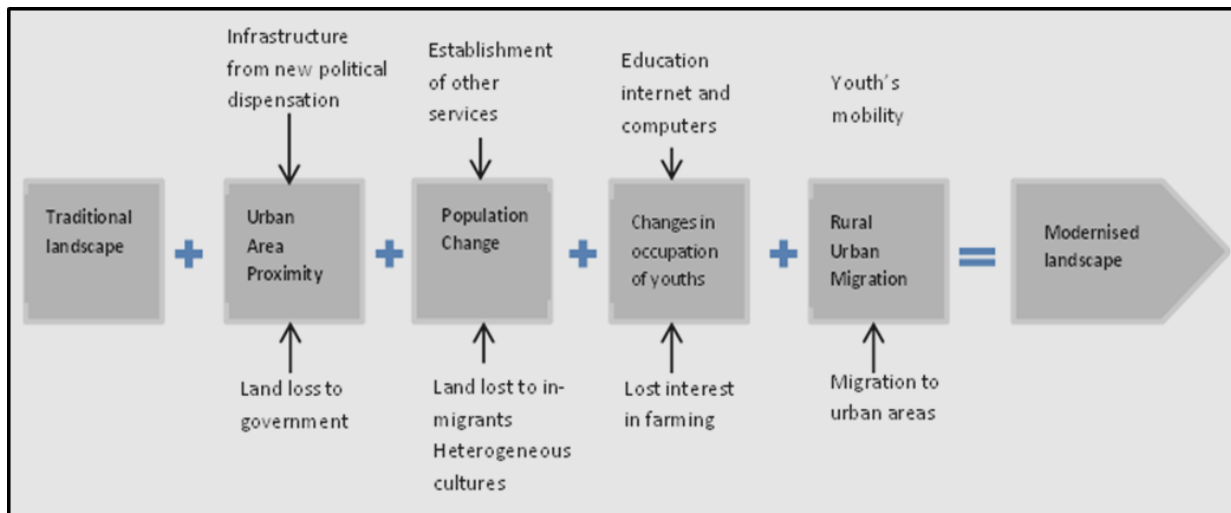 Infrastructure
from new political
dispensation
Establishment
of other
services
Education
internet and
computers
Youth's
mobility
Traditional
landscape
Urban
Area
Proximity
Population
Change
Changes in
occupation
of youths
Rural
Urban
Migration
Modernised
landscape
+
+
+
+
=
Land loss to
government
Land lost to in-
migrants
Heterogeneous
cultures
Lost interest
in farming
Migration to
urban areas